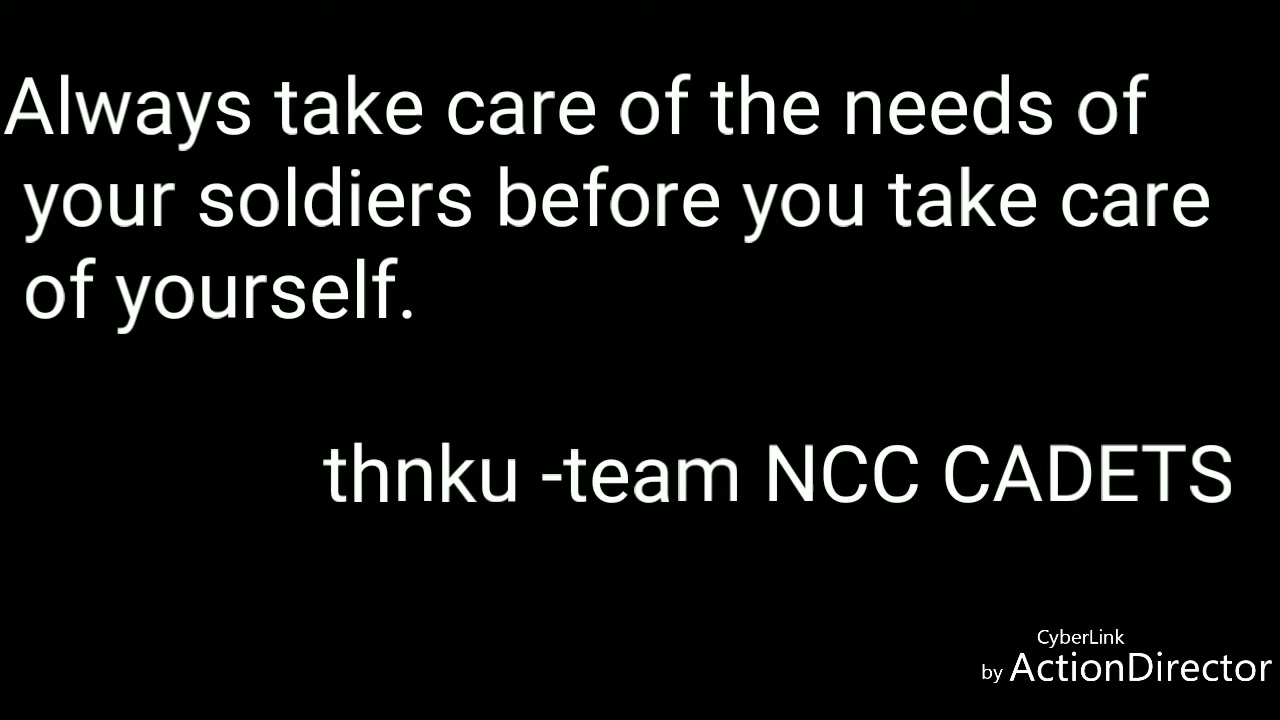 Always take care of the needs of
your soldiers before you take care
of yourself.
thnku -team NCC CADETS
CyberLink
by ActionDirector